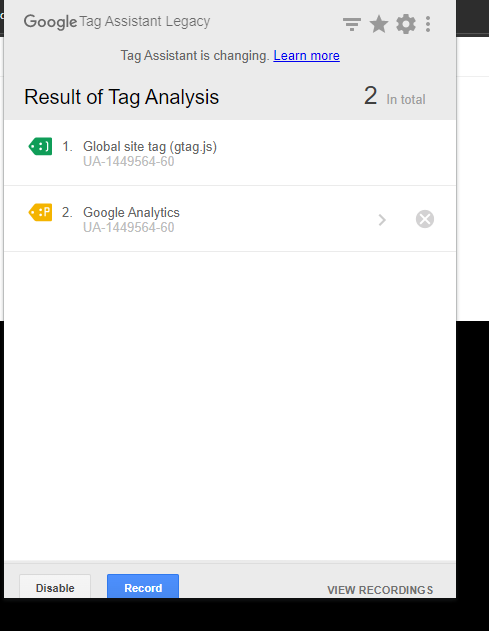 Google Tag Assistant Legacy
Tag Assistant is changing. Learn more
Result of Tag Analysis 2 In total
:] 1. Global site tag (gtag.js)
UA-1449564-60
:P 2. Google Analytics
UA-1449564-60
Disable Record VIEW RECORDINGS